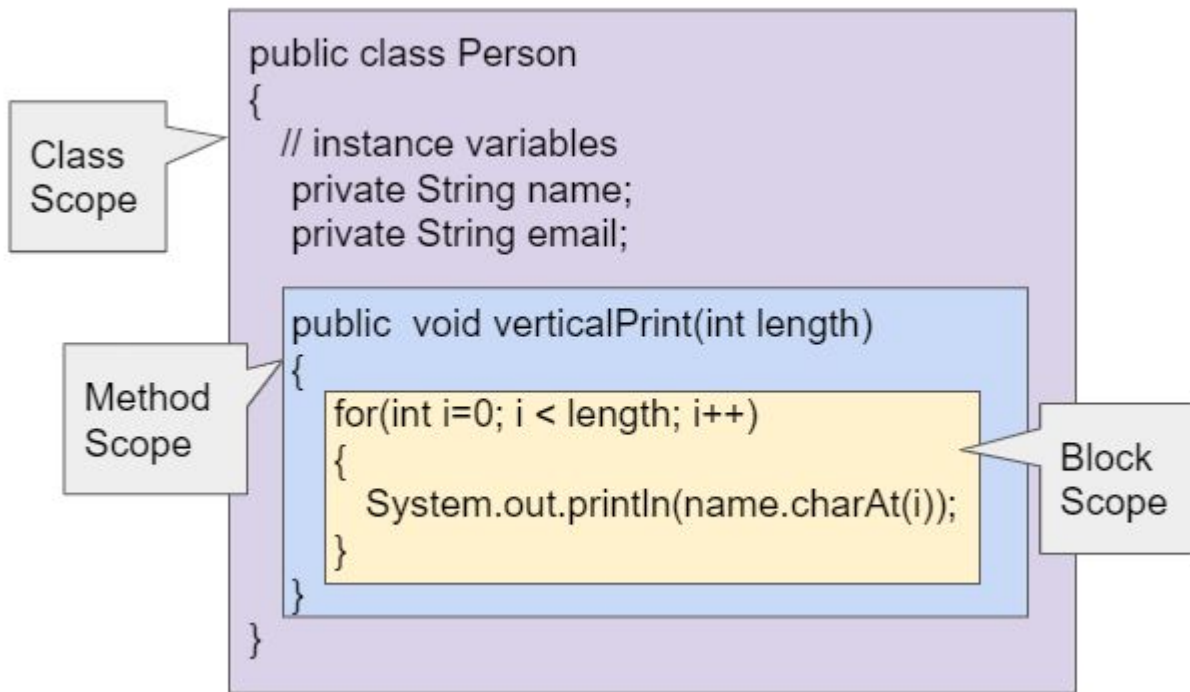 public class Person
{
Class
Scope
// instance variables
private String name;
private String email;
public  void verticalPrint(int length)
{
Method
Scope
for(int i=0; i < length; i++)
{
Block
Scope
System.out.println(name.charAt(i));
}
}
}